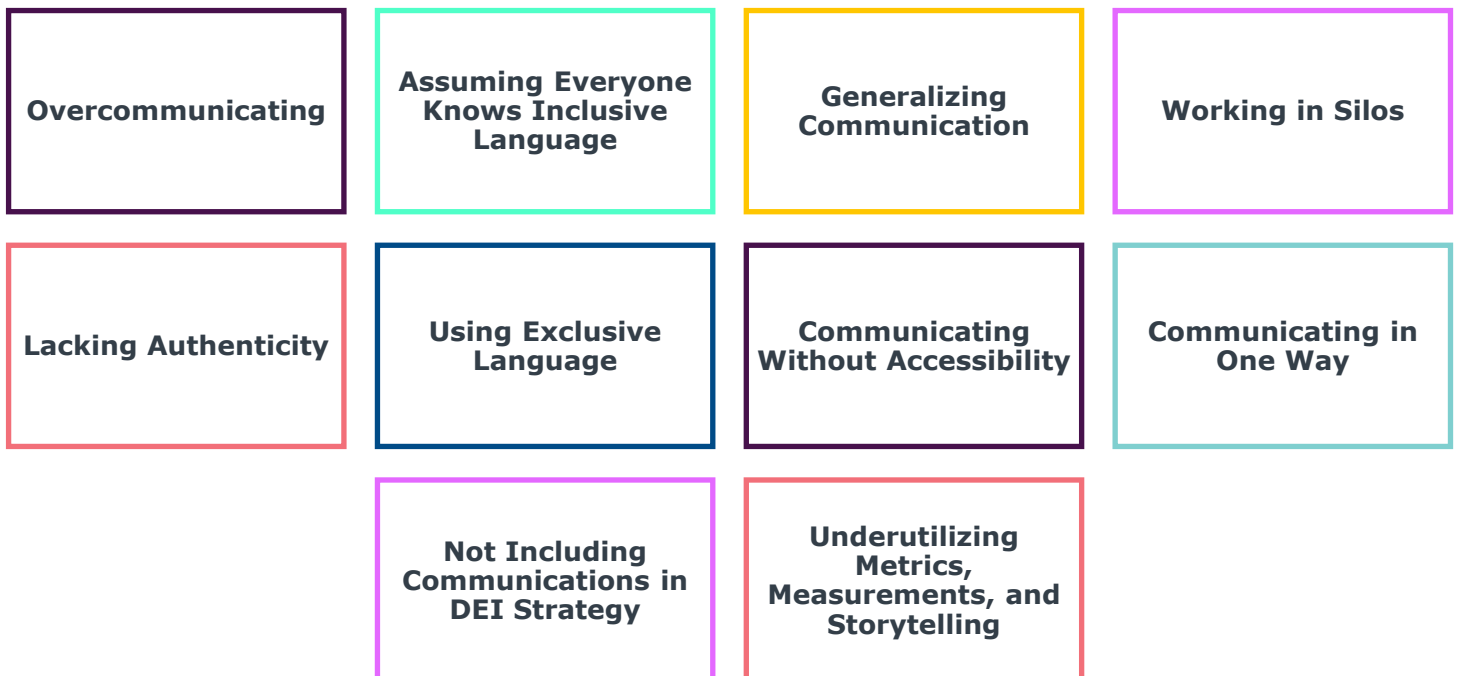 Overcommunicating
Assuming Everyone
Knows Inclusive
Language
Generalizing
Communication
Working in Silos
Lacking Authenticity
Using Exclusive
Language
Communicating
Without Accessibility
Communicating in
One Way
Not Including
Communications in
DEI Strategy
Underutilizing
Metrics,
Measurements, and
Storytelling